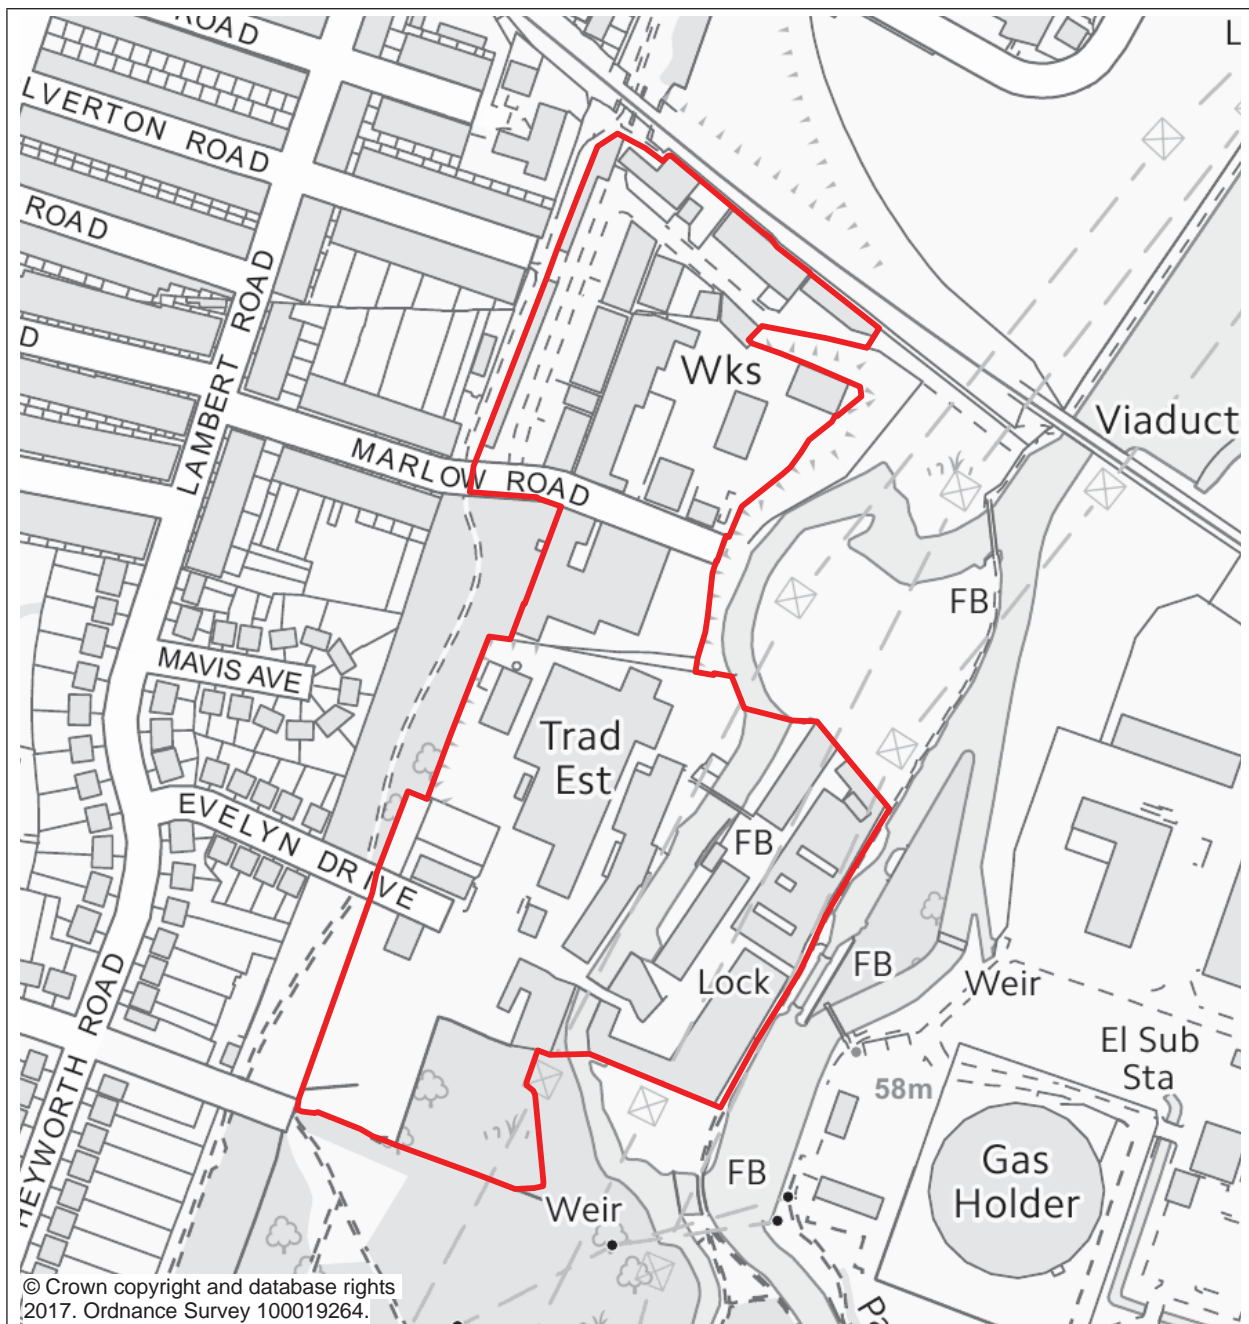 ROAD
L
LVERTON ROAD
ROAD
D
LAMBERT ROAD
Wks
Viaduct
MARLOW ROAD
FB
MAVIS AVE
Trad
Est
EVELYN DRIVE
FB
HEYWORTH ROAD
Lock
FB
Weir
El Sub
Sta
58m
Gas
Holder
FB
Weir
© Crown copyright and database rights
2017. Ordnance Survey 100019264.